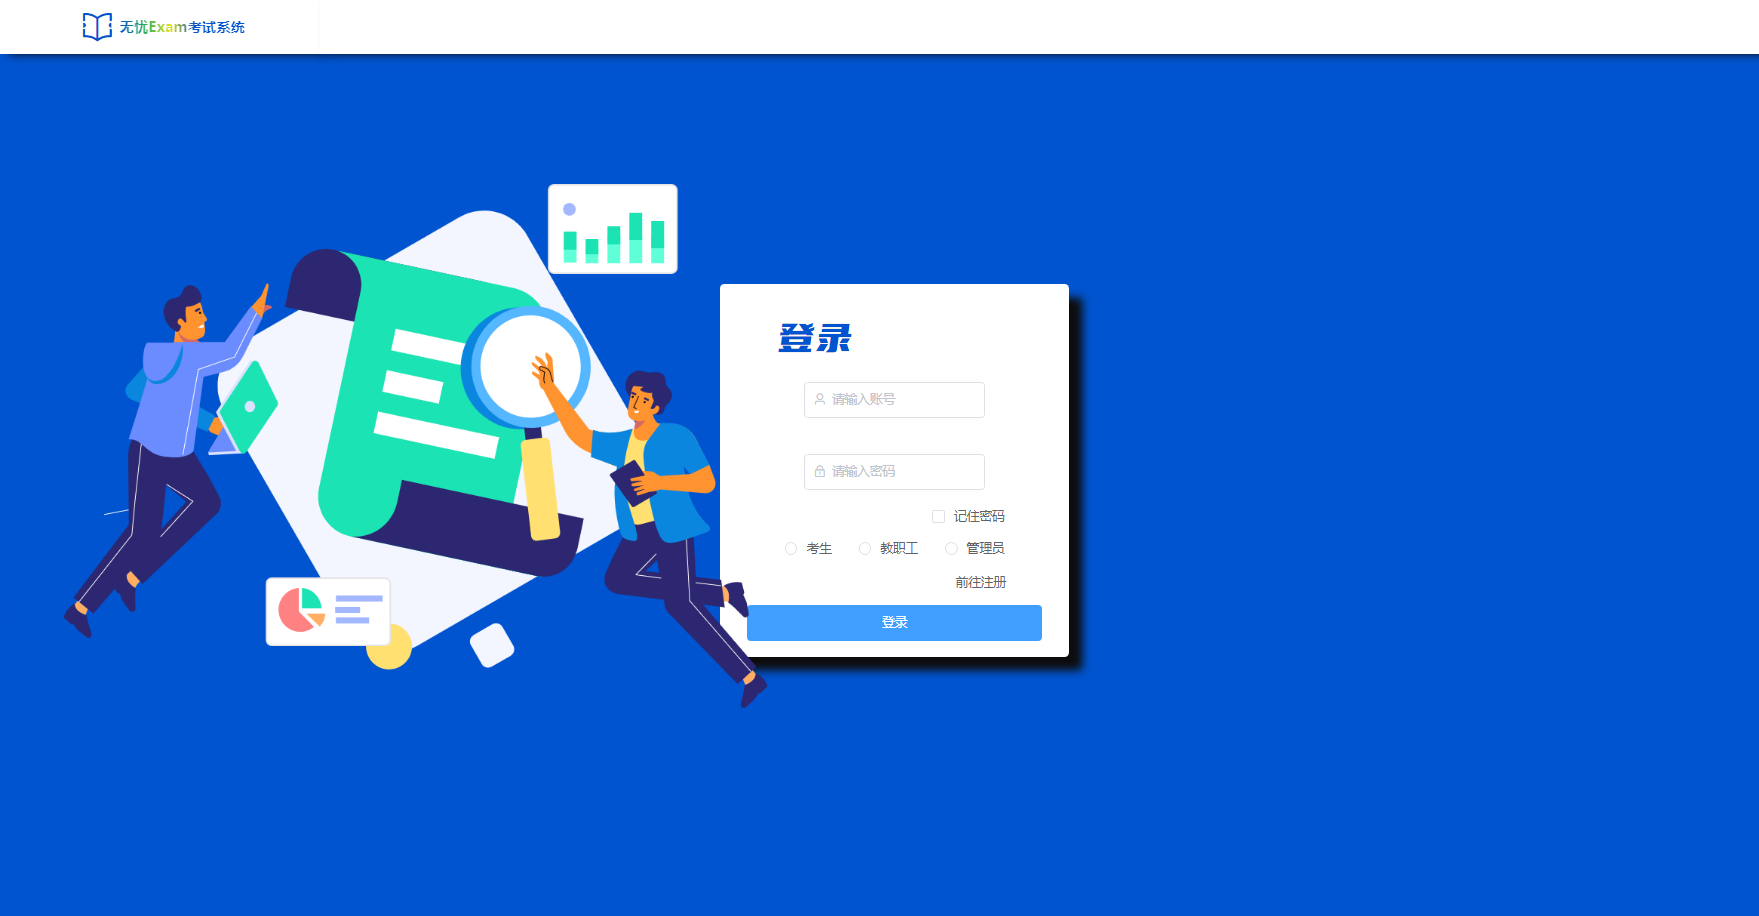 无忧Exam考试系统
登录
请输入账号
请输入密码
记住密码
考生 教职工 管理员
前往注册
登录